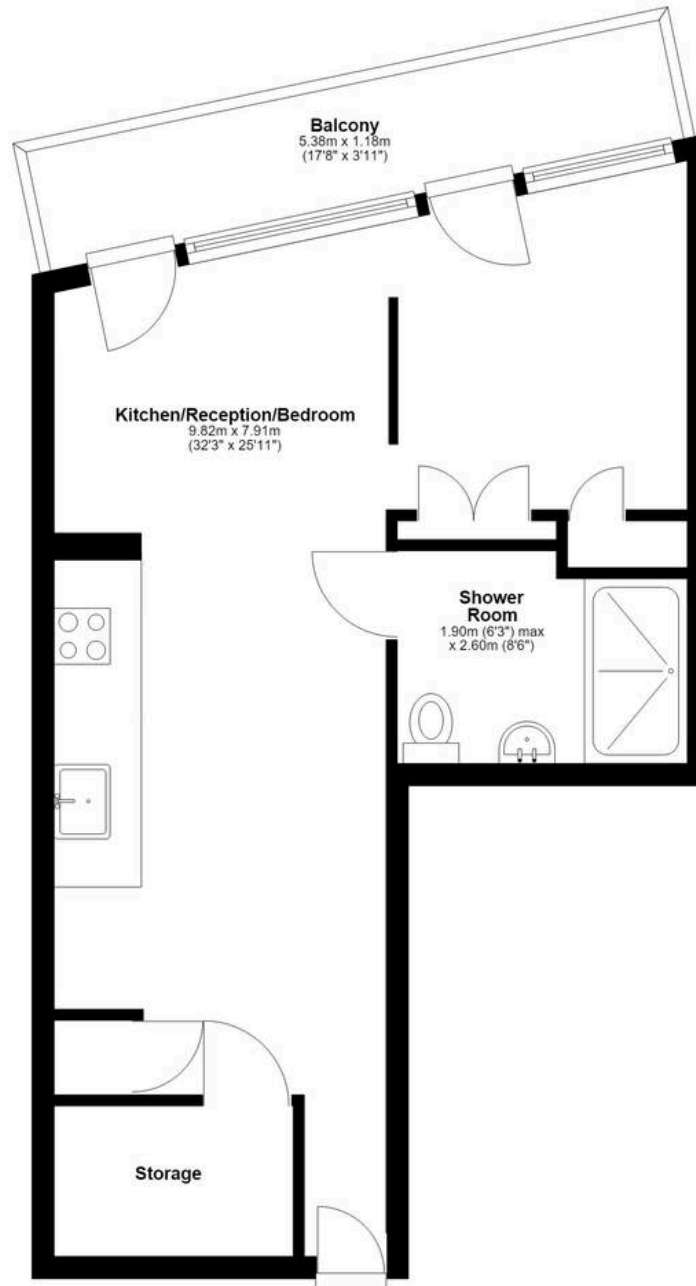 Balcony
5.38m x 1.18m
(17'8" x 3'11")
Kitchen/Reception/Bedroom
9.82m x 7.91m
(32'3" x 25'11")
Shower
Room
1.90m (6'3") max
x 2.60m (8'6")
Storage